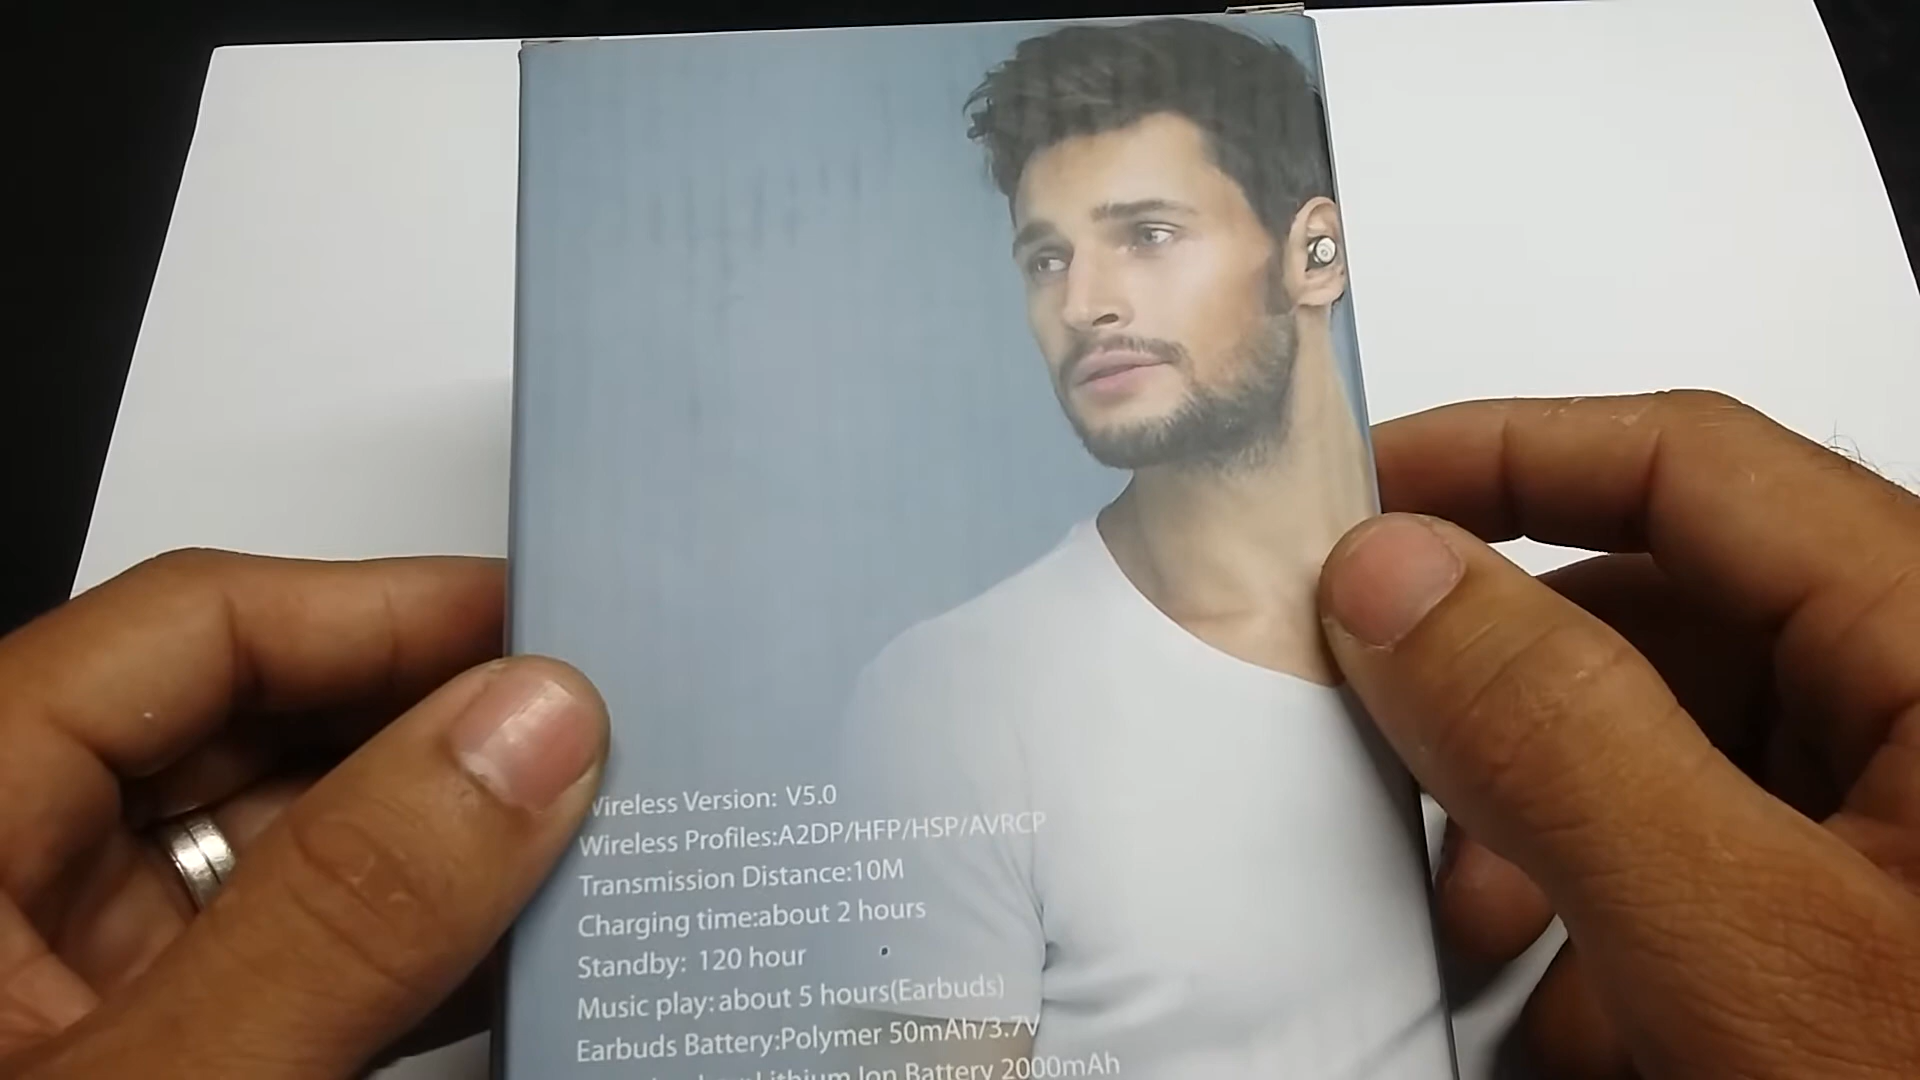 Wireless Version: V5.0
Wireless Profiles:A2DP/HFP/HSP/AVRCP
Transmission Distance:10M
Charging time:about 2 hours
Standby: 120 hour
Music play: about 5 hours(Earbuds)
Earbuds Battery:Polymer 50mAh/3.7V
Lithium Ion Battery 2000mAh